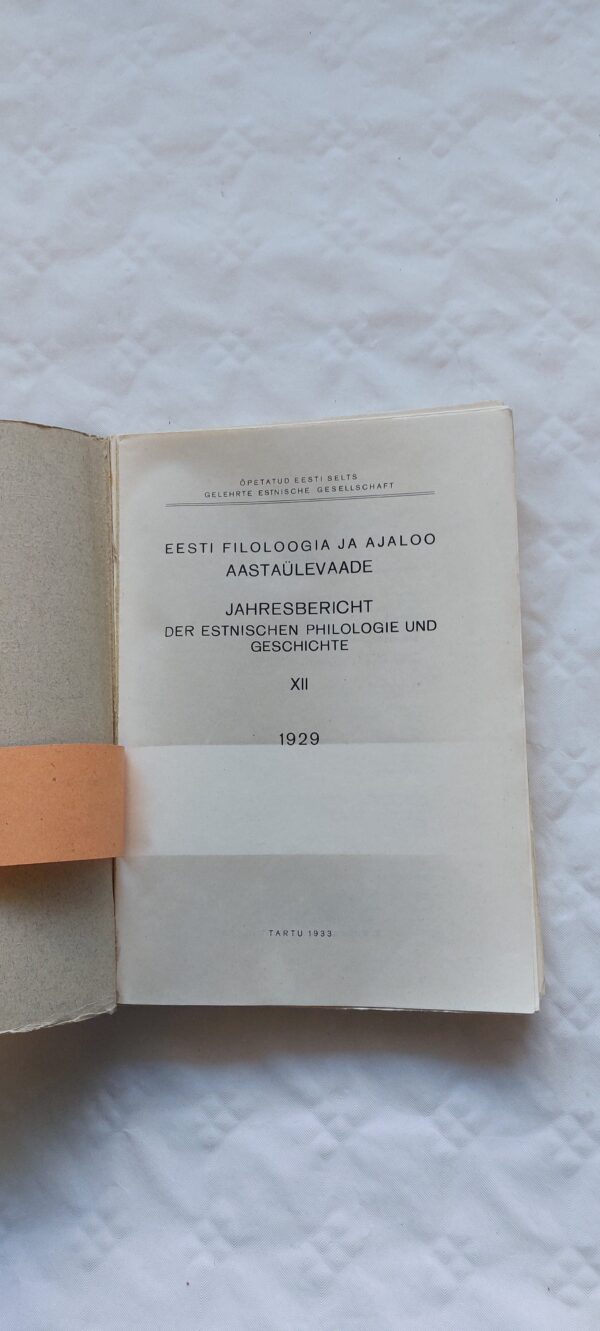 ÕPETATUD EESTI SELTS
GELEHRTE ESTNISCHE GESELLSCHAFT
EESTI FILOLOOGIA JA AJALOO
AASTAÜLEVAADE
JAHRESBERICHT
DER ESTNISCHEN PHILOLOGIE UND
GESCHICHTE
XII
1929
TARTU 1933